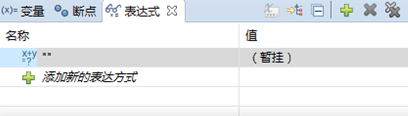 (x)= 变量 断点 表达式
名称 值
x+y=? "" （暂挂）
添加新的表达方式